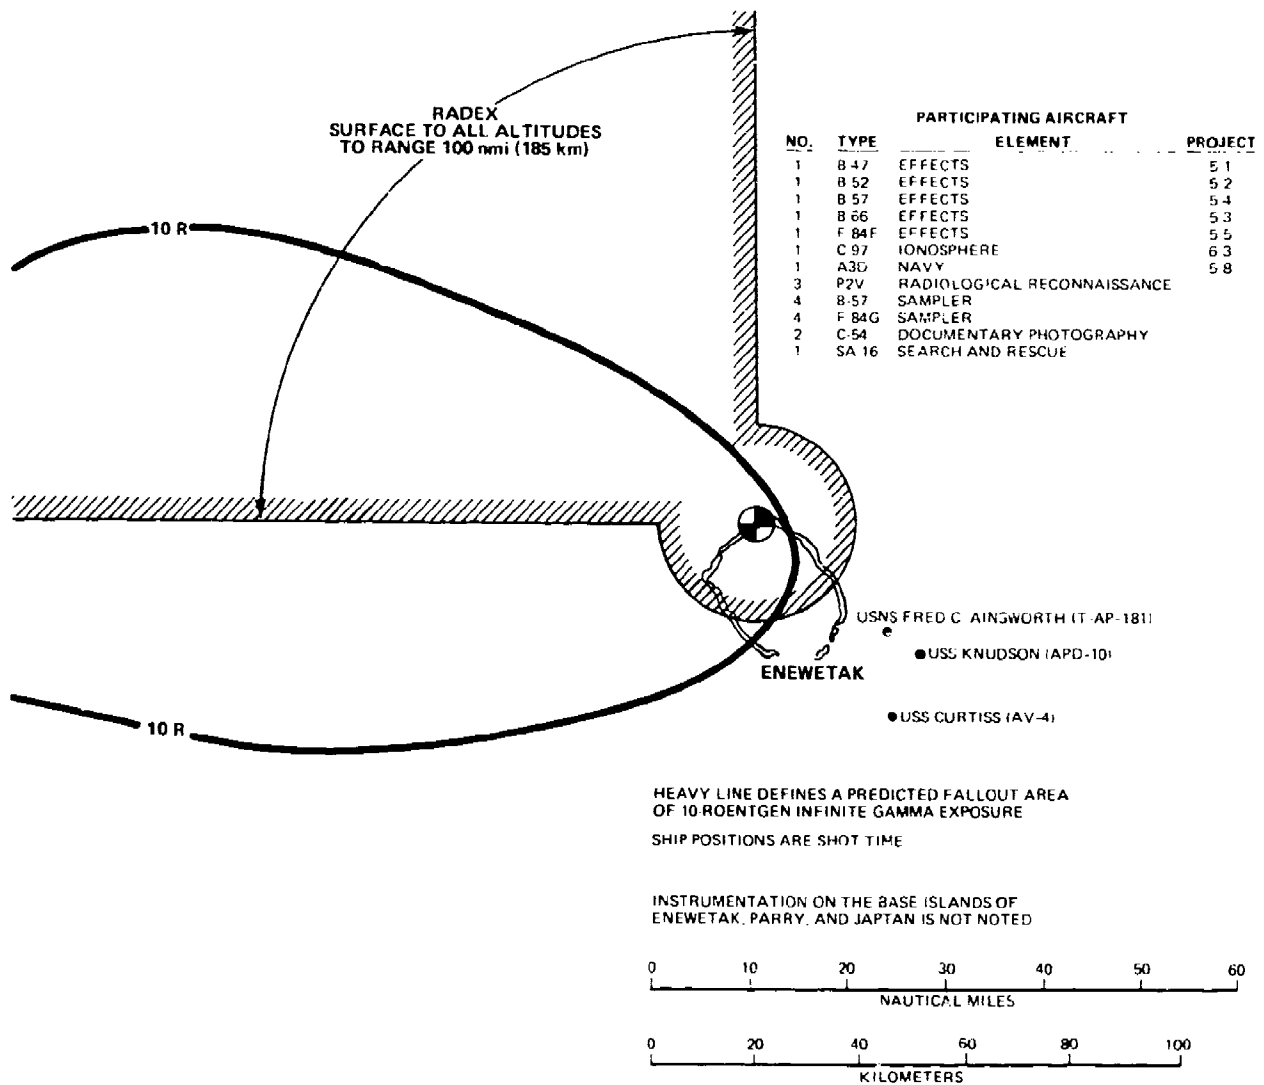 RADEX
SURFACE TO ALL ALTITUDES
TO RANGE 100 nmi (185 km)
PARTICIPATING AIRCRAFT
NO. TYPE ELEMENT PROJECT
1 B-47 EFFECTS 5.1
1 B-52 EFFECTS 5.2
1 B-57 EFFECTS 5.4
1 B-66 EFFECTS 5.3
1 F-84F EFFECTS 5.5
1 C-97 IONOSPHERE 6.3
1 A3D NAVY 5.8
3 P2V RADIOLOGICAL RECONNAISSANCE
4 B-57 SAMPLER
4 F-84G SAMPLER
2 C-54 DOCUMENTARY PHOTOGRAPHY
1 SA-16 SEARCH AND RESCUE
10 R
USNS FRED C. AINSWORTH (T-AP-181)
USS KNUDSON (APD-10)
ENEWETAK
USS CURTISS (AV-4)
10 R
HEAVY LINE DEFINES A PREDICTED FALLOUT AREA
OF 10-ROENTGEN INFINITE GAMMA EXPOSURE
SHIP POSITIONS ARE SHOT TIME
INSTRUMENTATION ON THE BASE ISLANDS OF
ENEWETAK, PARRY, AND JAPTAN IS NOT NOTED
0 10 20 30 40 50 60
NAUTICAL MILES
0 20 40 60 80 100
KILOMETERS